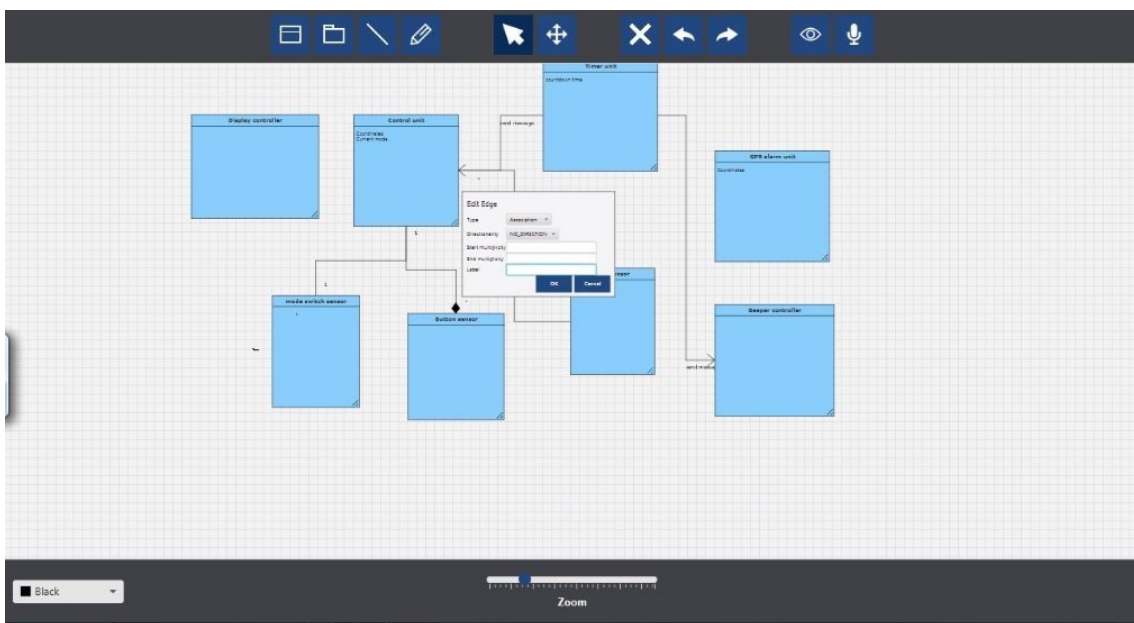 Timer unit
countdown time
Display controller
Control unit
Coordinates
Current mode
send message
GPS alarm unit
Coordinates
Edit Edge
Type
Association
Directionality
NO_DIRECTION
Start multiplicity
End multiplicity
Label
OK
Cancel
1
1
mode switch sensor
Button sensor
Beeper controller
Black
Zoom